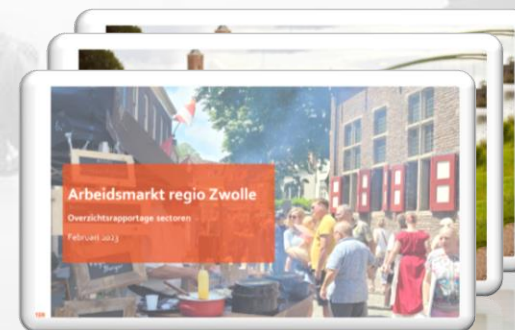 Arbeidsmarkt regio Zwolle
Overzichtsrapportage sectoren
Februari 2023